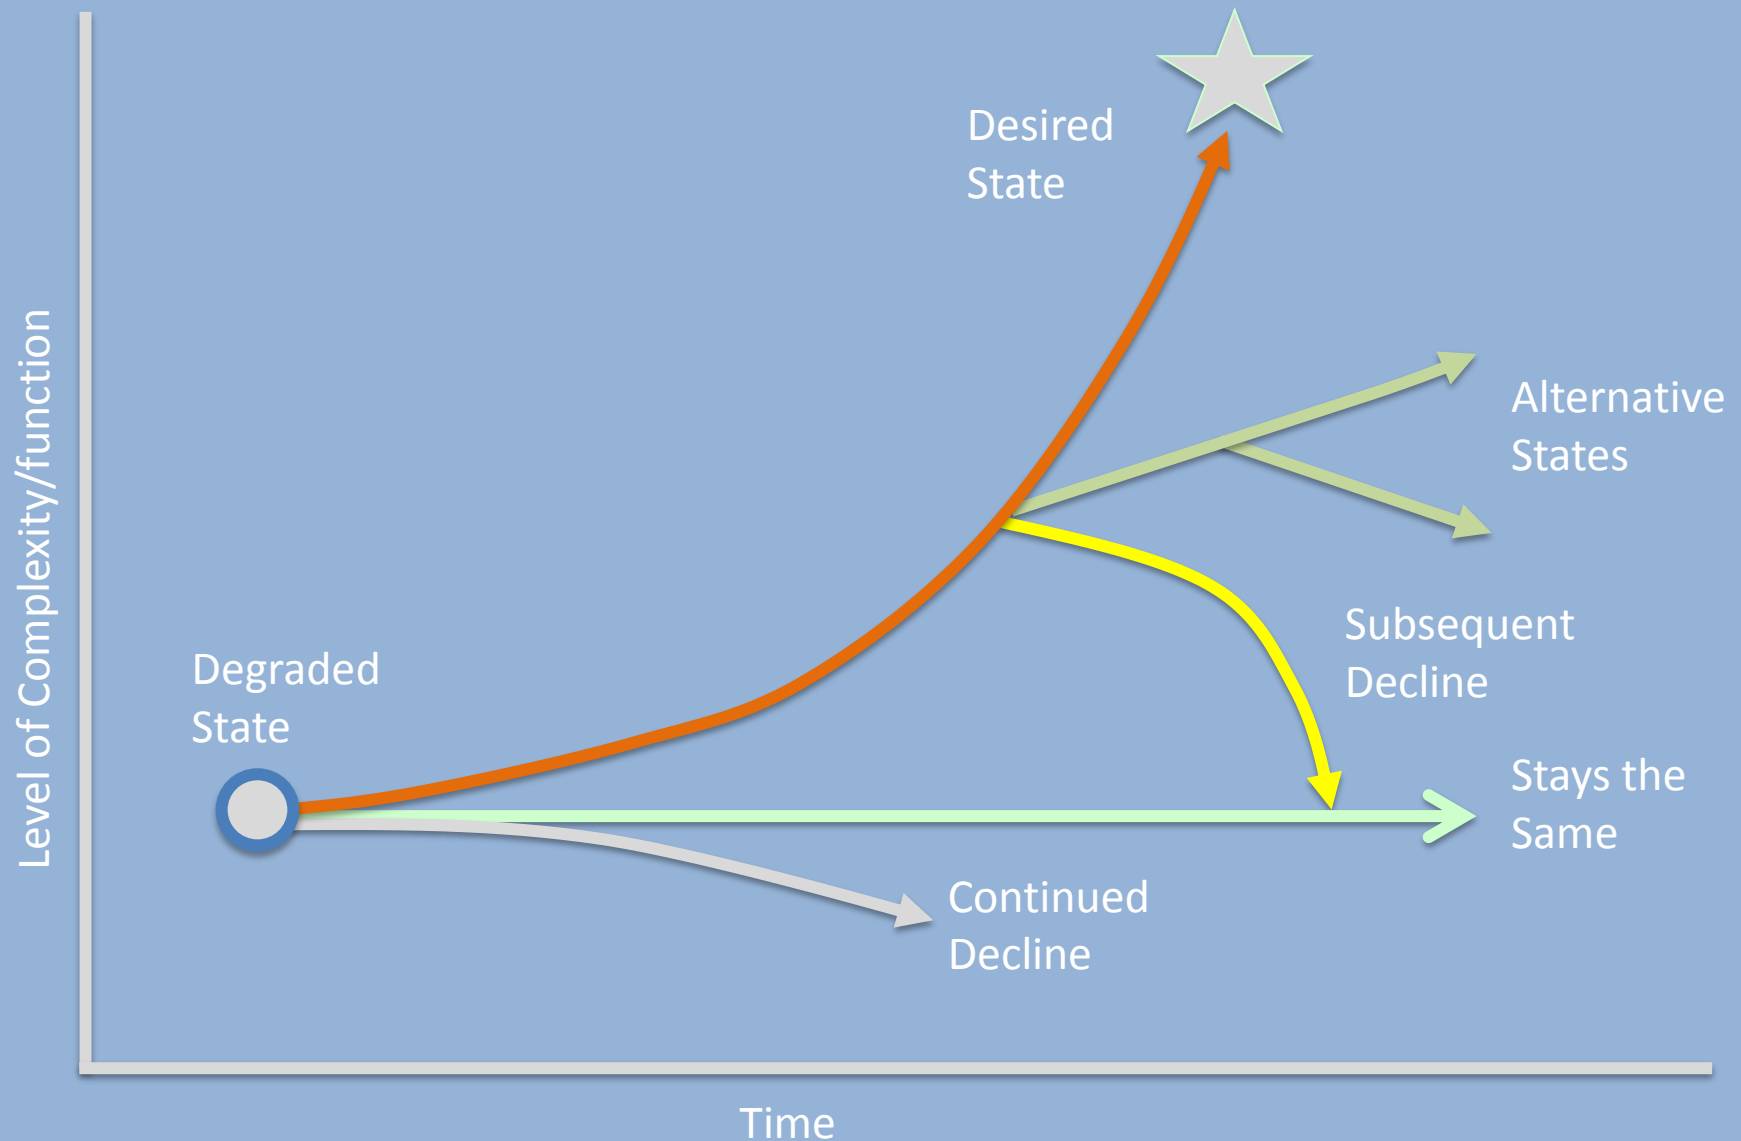 Desired
State
Alternative
States
Subsequent
Decline
Degraded
State
Stays the
Same
Continued
Decline
Level of Complexity/function
Time